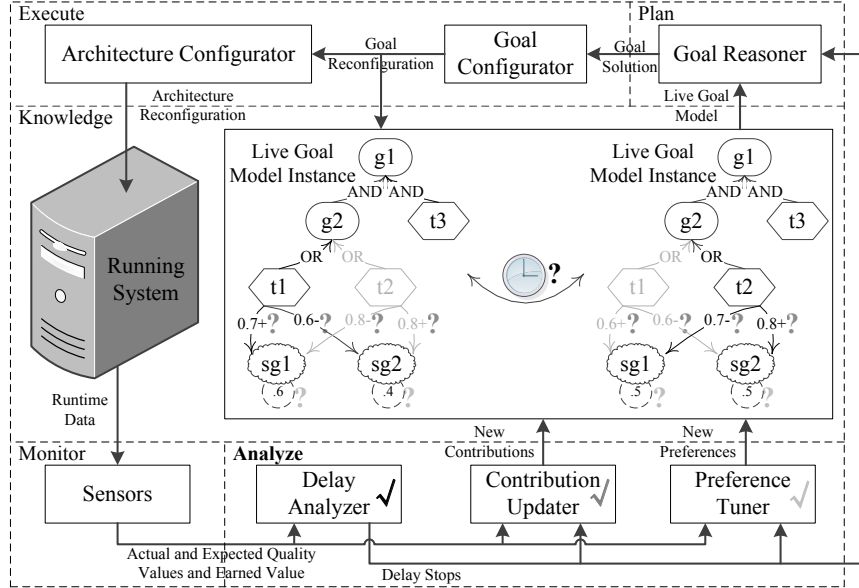 Execute
Plan
Architecture Configurator
Goal
Reconfiguration
Goal
Configurator
Goal
Solution
Goal Reasoner
Architecture
Reconfiguration
Live Goal
Model
Knowledge
Live Goal
Model Instance
g1
AND AND
g2
t3
OR OR
t1
t2
0.7+?
0.6-?
0.8-?
0.8+?
sg1
sg2
.6 ?
.4 ?
?
Live Goal
Model Instance
g1
AND AND
g2
t3
OR OR
t1
t2
0.6+?
0.6-?
0.7-?
0.8+?
sg1
sg2
.5 ?
.5 ?
Running
System
Runtime
Data
New
Contributions
New
Preferences
Monitor
Analyze
Sensors
Delay
Analyzer
Contribution
Updater
Preference
Tuner
Actual and Expected Quality
Values and Earned Value
Delay Stops